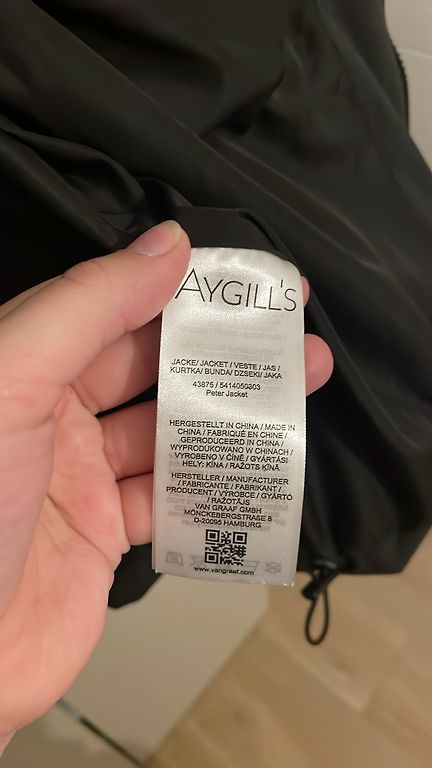 AYGILL'S
JACKE/ JACKET / VESTE / JAS /
KURTKA/ BUNDA/ DZSEKI/ JAKA
43875 / 5414050303
Peter Jacket
HERGESTELLT IN CHINA / MADE IN
CHINA / FABRIQUÉ EN CHINE /
GEPRODUCEERD IN CHINA /
WYPRODUKOWANO W CHINACH /
VYROBENO V ČÍNĚ / GYÁRTÁSI
HELY: KÍNA / RAŽOTS ĶĪNĀ
HERSTELLER / MANUFACTURER
/ FABRICANTE / FABRIKANT /
PRODUCENT / VÝROBCE / GYÁRTÓ
/ RAŽOTĀJS
VAN GRAAF GMBH
MÖNCKEBERGSTRAßE 8
D-20095 HAMBURG
www.vangraaf.com